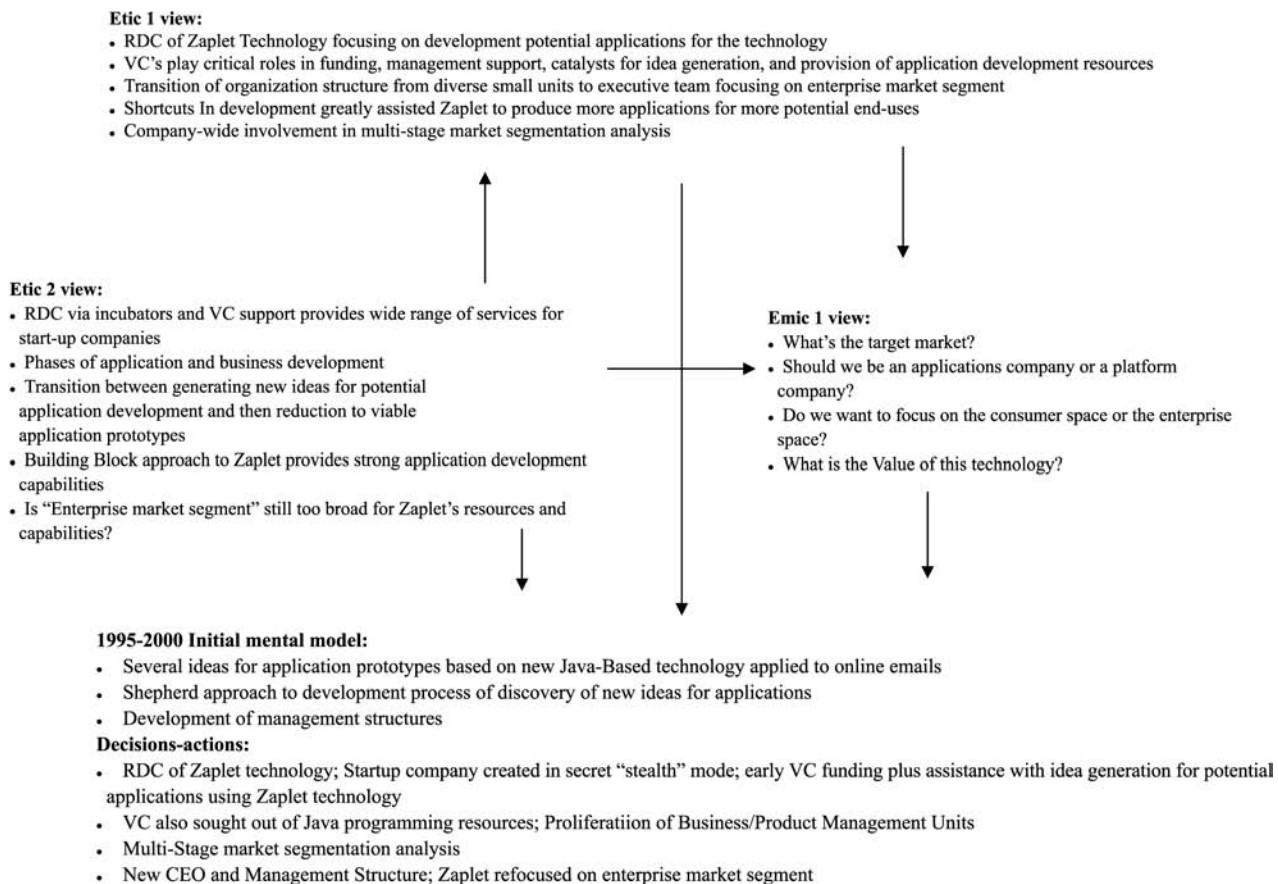 Etic 1 view:
• RDC of Zaplet Technology focusing on development potential applications for the technology
• VC's play critical roles in funding, management support, catalysts for idea generation, and provision of application development resources
• Transition of organization structure from diverse small units to executive team focusing on enterprise market segment
• Shortcuts In development greatly assisted Zaplet to produce more applications for more potential end-uses
• Company-wide involvement in multi-stage market segmentation analysis
Etic 2 view:
• RDC via incubators and VC support provides wide range of services for
start-up companies
• Phases of application and business development
• Transition between generating new ideas for potential
application development and then reduction to viable
application prototypes
• Building Block approach to Zaplet provides strong application development
capabilities
• Is “Enterprise market segment” still too broad for Zaplet's resources and
capabilities?
Emic 1 view:
• What's the target market?
• Should we be an applications company or a platform
company?
• Do we want to focus on the consumer space or the enterprise
space?
• What is the Value of this technology?
1995-2000 Initial mental model:
• Several ideas for application prototypes based on new Java-Based technology applied to online emails
• Shepherd approach to development process of discovery of new ideas for applications
• Development of management structures
Decisions-actions:
• RDC of Zaplet technology; Startup company created in secret “stealth” mode; early VC funding plus assistance with idea generation for potential
applications using Zaplet technology
• VC also sought out of Java programming resources; Proliferatiion of Business/Product Management Units
• Multi-Stage market segmentation analysis
• New CEO and Management Structure; Zaplet refocused on enterprise market segment